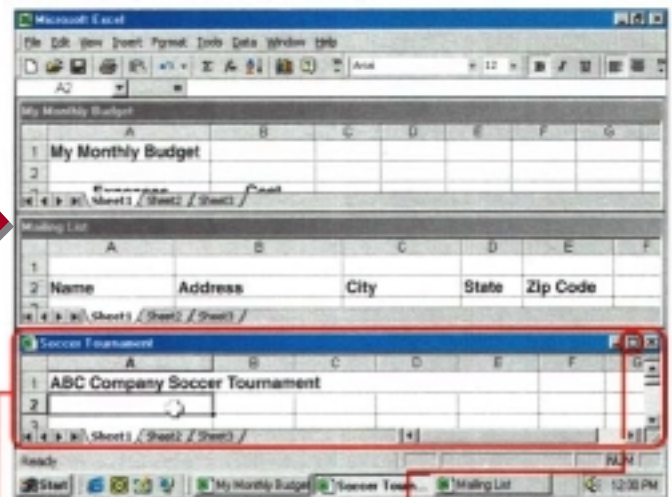 Microsoft Excel
File Edit View Insert Format Tools Data Window Help
Arial 12 B I U
A2 =
My Monthly Budget
A B C D E F G
1 My Monthly Budget
2
Expenses Cost
Sheet1 Sheet2 Sheet3
Mailing List
A B C D E F
1
2 Name Address City State Zip Code
Sheet1 Sheet2 Sheet3
Soccer Tournament
A B C D E F G
1 ABC Company Soccer Tournament
2
3
Sheet1 Sheet2 Sheet3
Ready NUM
Start My Monthly Budget Soccer Tourn... Mailing List 12:30 PM